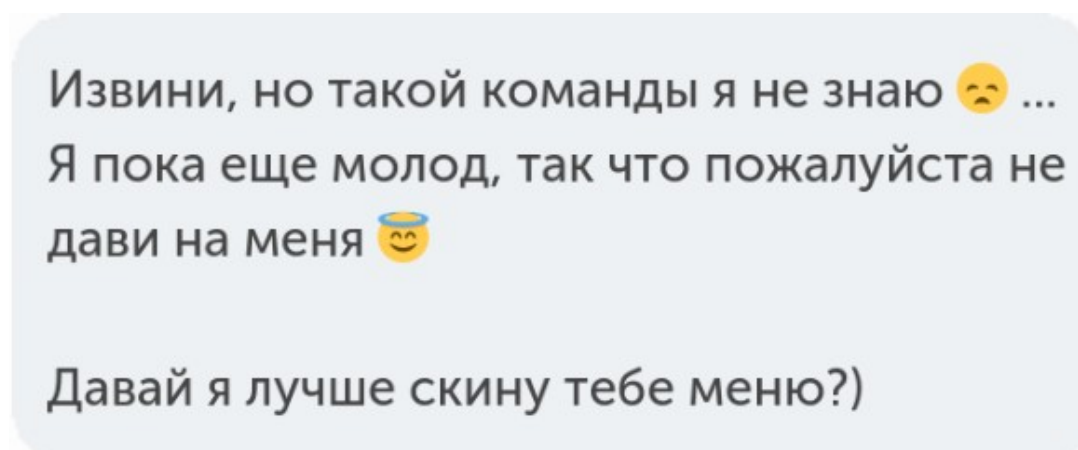 Извини, но такой команды я не знаю 😞 ...
Я пока еще молод, так что пожалуйста не
дави на меня 😇
Давай я лучше скину тебе меню?)